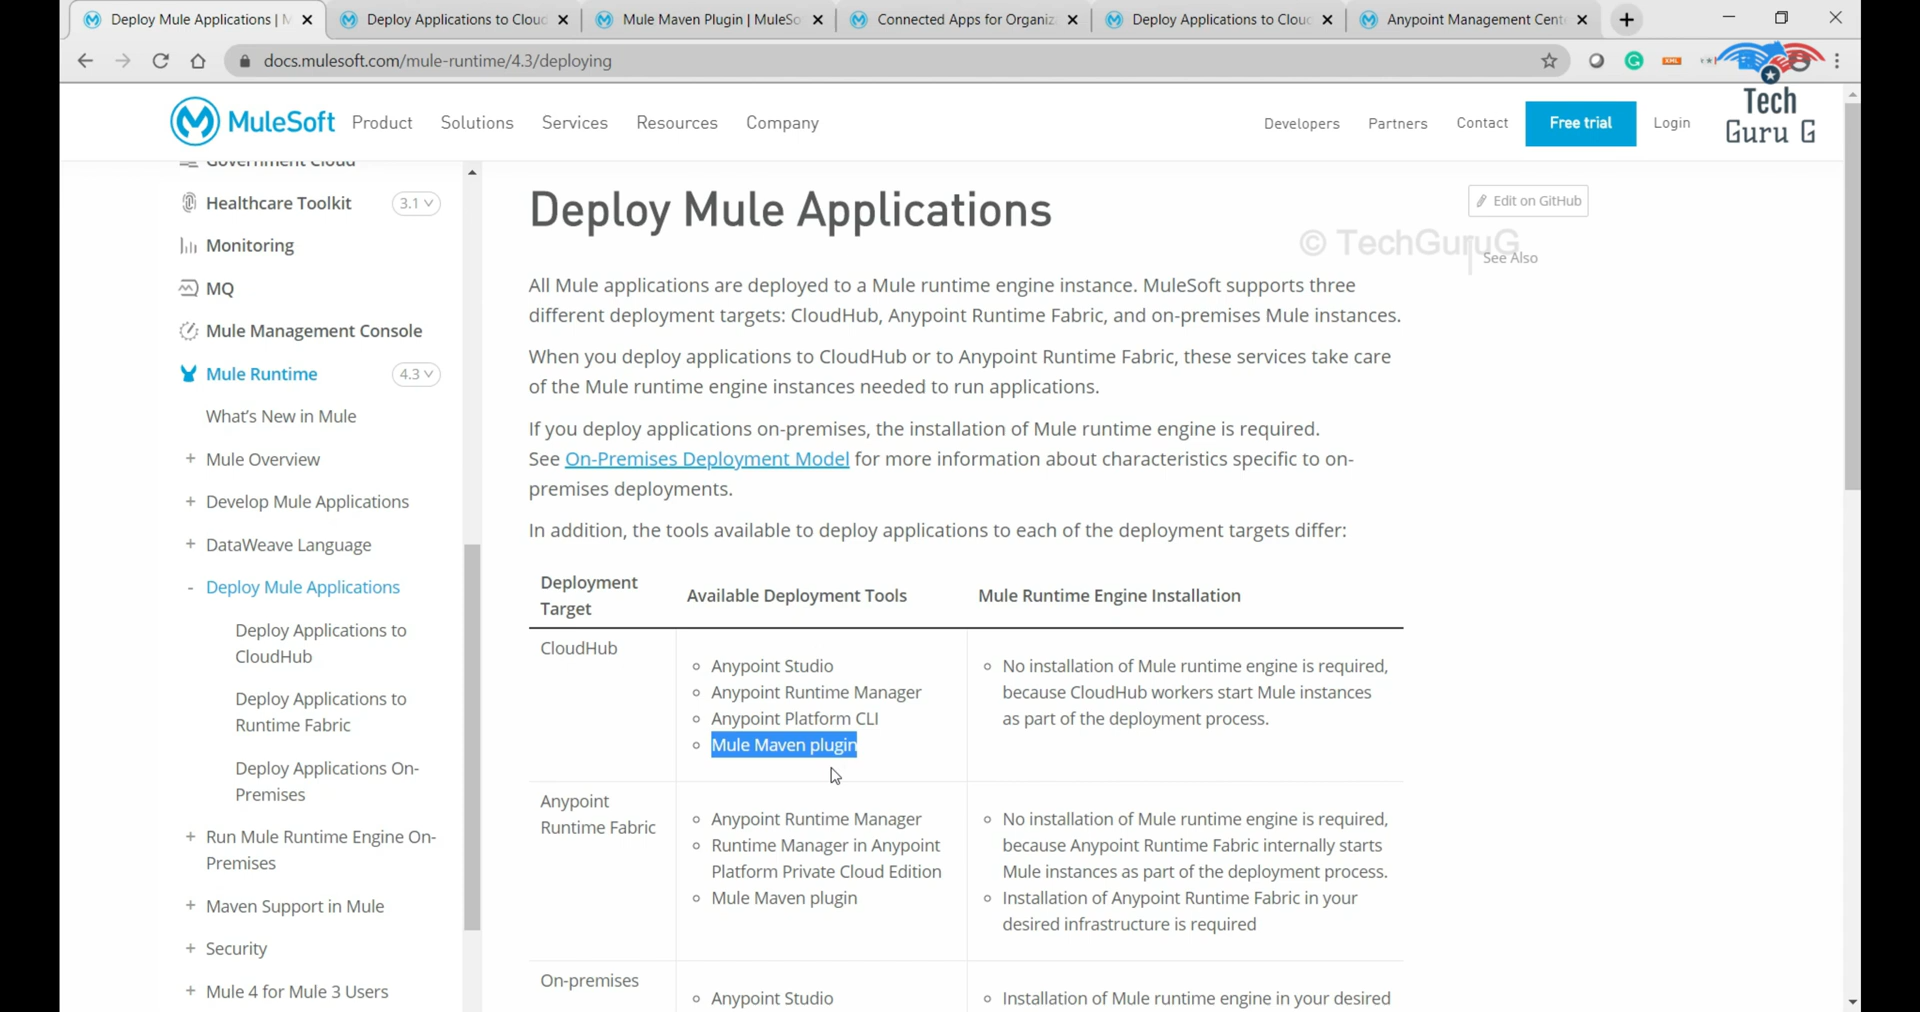 Deploy Mule Applications | M
Deploy Applications to Cloud
Mule Maven Plugin | MuleSo
Connected Apps for Organiz
Deploy Applications to Cloud
Anypoint Management Cent
docs.mulesoft.com/mule-runtime/4.3/deploying
XML
Tech
Guru G
MuleSoft
Product
Solutions
Services
Resources
Company
Developers
Partners
Contact
Free trial
Login
Government Cloud
Healthcare Toolkit 3.1
Monitoring
MQ
Mule Management Console
Mule Runtime 4.3
What's New in Mule
+ Mule Overview
+ Develop Mule Applications
+ DataWeave Language
- Deploy Mule Applications
Deploy Applications to
CloudHub
Deploy Applications to
Runtime Fabric
Deploy Applications On-
Premises
+ Run Mule Runtime Engine On-
Premises
+ Maven Support in Mule
+ Security
+ Mule 4 for Mule 3 Users
Deploy Mule Applications
Edit on GitHub
© TechGuruG
See Also
All Mule applications are deployed to a Mule runtime engine instance. MuleSoft supports three
different deployment targets: CloudHub, Anypoint Runtime Fabric, and on-premises Mule instances.
When you deploy applications to CloudHub or to Anypoint Runtime Fabric, these services take care
of the Mule runtime engine instances needed to run applications.
If you deploy applications on-premises, the installation of Mule runtime engine is required.
See On-Premises Deployment Model for more information about characteristics specific to on-
premises deployments.
In addition, the tools available to deploy applications to each of the deployment targets differ:
Deployment
Target
Available Deployment Tools
Mule Runtime Engine Installation
CloudHub
Anypoint Studio
Anypoint Runtime Manager
Anypoint Platform CLI
Mule Maven plugin
No installation of Mule runtime engine is required,
because CloudHub workers start Mule instances
as part of the deployment process.
Anypoint
Runtime Fabric
Anypoint Runtime Manager
Runtime Manager in Anypoint
Platform Private Cloud Edition
Mule Maven plugin
No installation of Mule runtime engine is required,
because Anypoint Runtime Fabric internally starts
Mule instances as part of the deployment process.
Installation of Anypoint Runtime Fabric in your
desired infrastructure is required
On-premises
Anypoint Studio
Installation of Mule runtime engine in your desired